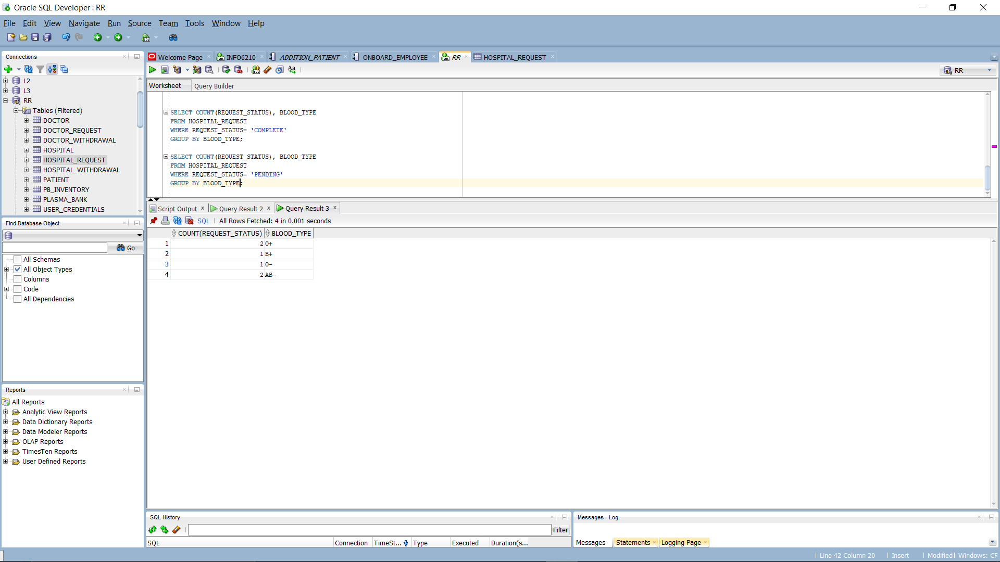 Oracle SQL Developer : RR
File Edit View Navigate Run Source Team Tools Window Help
Connections
L2
L3
RR
Tables (Filtered)
DOCTOR
DOCTOR_REQUEST
DOCTOR_WITHDRAWAL
HOSPITAL
HOSPITAL_REQUEST
HOSPITAL_WITHDRAWAL
PATIENT
PB_INVENTORY
PLASMA_BANK
USER_CREDENTIALS
Find Database Object
Go
All Schemas
All Object Types
Columns
Code
All Dependencies
Reports
All Reports
Analytic View Reports
Data Dictionary Reports
Data Modeler Reports
OLAP Reports
TimesTen Reports
User Defined Reports
Welcome Page INFO6210 ADDITION_PATIENT ONBOARD_EMPLOYEE RR HOSPITAL_REQUEST
Aa RR
Worksheet Query Builder
SELECT COUNT(REQUEST_STATUS), BLOOD_TYPE
FROM HOSPITAL_REQUEST
WHERE REQUEST_STATUS= 'COMPLETE'
GROUP BY BLOOD_TYPE;
SELECT COUNT(REQUEST_STATUS), BLOOD_TYPE
FROM HOSPITAL_REQUEST
WHERE REQUEST_STATUS= 'PENDING'
GROUP BY BLOOD_TYPE;
Script Output Query Result 2 Query Result 3
SQL All Rows Fetched: 4 in 0.001 seconds
COUNT(REQUEST_STATUS) BLOOD_TYPE
1 2 O+
2 1 B+
3 1 O-
4 2 AB-
SQL History
Filter
SQL Connection TimeSt... Type Executed Duration(s...
Messages - Log
Messages Statements Logging Page
Line 42 Column 20 Insert Modified Windows: CR